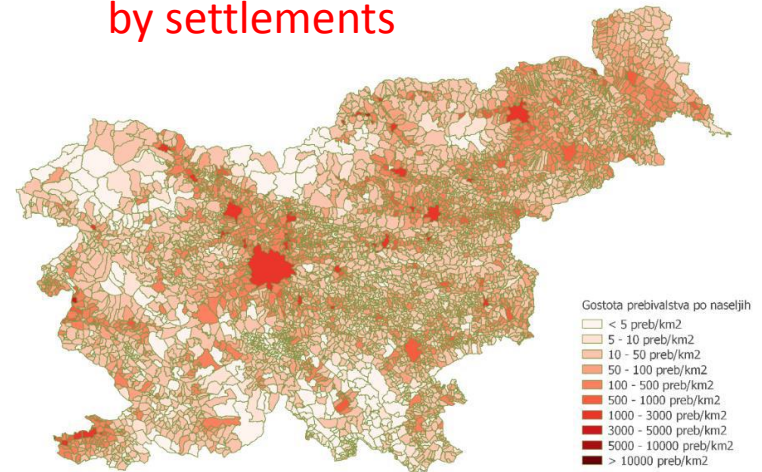 by settlements
Gostota prebivalstva po naseljih
< 5 preb/km2
5 - 10 preb/km2
10 - 50 preb/km2
50 - 100 preb/km2
100 - 500 preb/km2
500 - 1000 preb/km2
1000 - 3000 preb/km2
3000 - 5000 preb/km2
5000 - 10000 preb/km2
> 10000 preb/km2